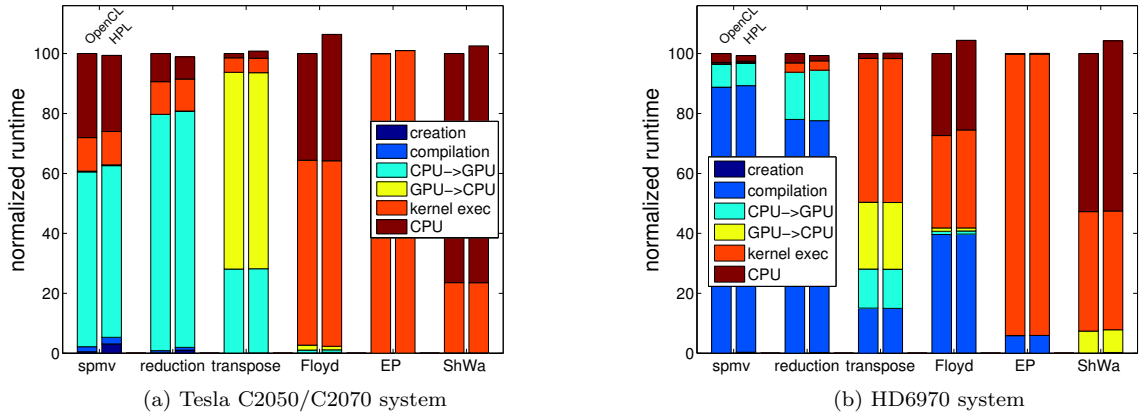 OpenCL
HPL
normalized runtime
100
80
60
40
20
0
creation
compilation
CPU->GPU
GPU->CPU
kernel exec
CPU
spmv reduction transpose Floyd EP ShWa
(a) Tesla C2050/C2070 system
OpenCL
HPL
normalized runtime
100
80
60
40
20
0
creation
compilation
CPU->GPU
GPU->CPU
kernel exec
CPU
spmv reduction transpose Floyd EP ShWa
(b) HD6970 system